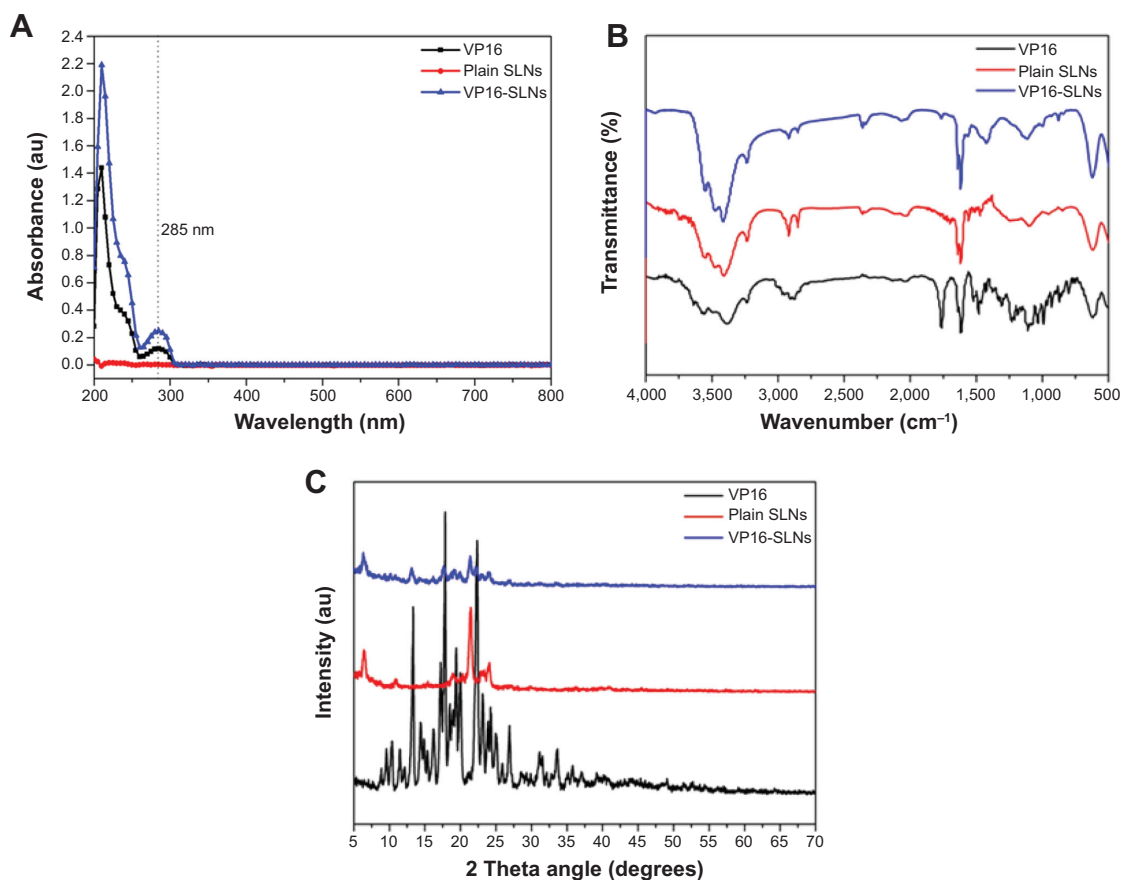 A
2.4
2.2
2.0
1.8
1.6
1.4
1.2
1.0
0.8
0.6
0.4
0.2
0.0
Absorbance (au)
VP16
Plain SLNs
VP16-SLNs
285 nm
200 300 400 500 600 700 800
Wavelength (nm)
B
Transmittance (%)
VP16
Plain SLNs
VP16-SLNs
4,000 3,500 3,000 2,500 2,000 1,500 1,000 500
Wavenumber (cm⁻¹)
C
Intensity (au)
VP16
Plain SLNs
VP16-SLNs
5 10 15 20 25 30 35 40 45 50 55 60 65 70
2 Theta angle (degrees)